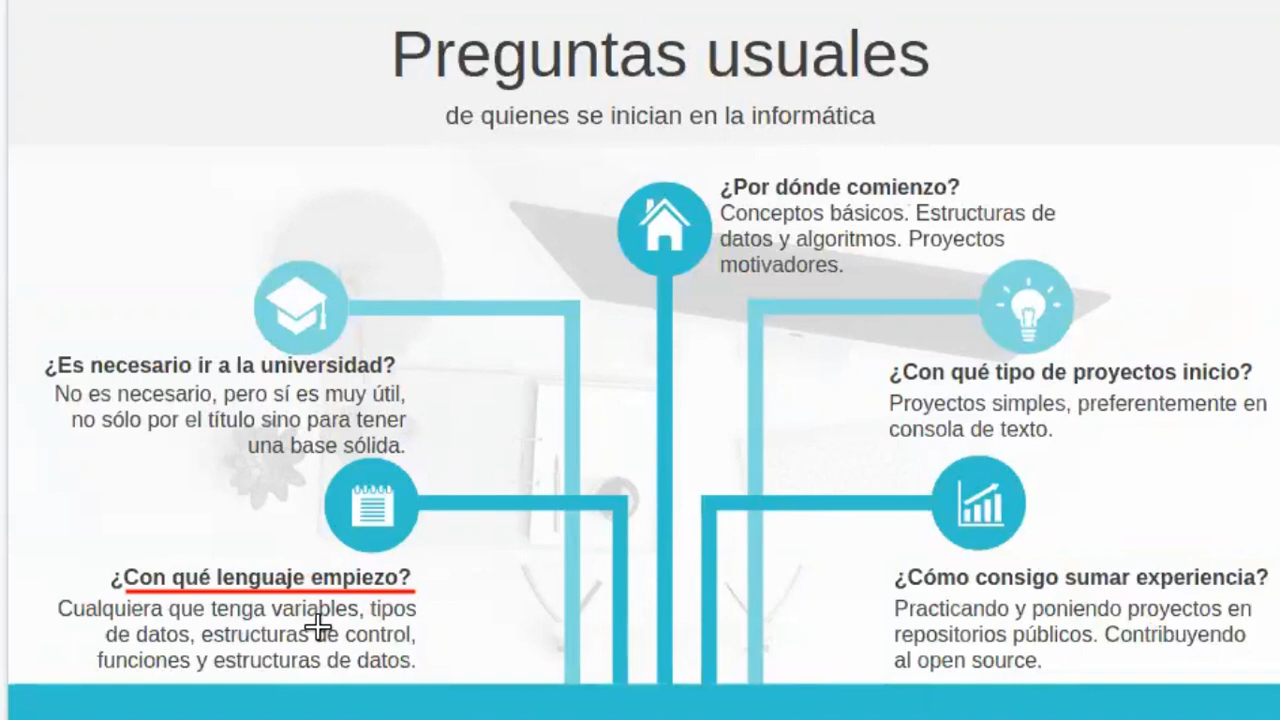 Preguntas usuales
de quienes se inician en la informática
¿Por dónde comienzo?
Conceptos básicos. Estructuras de
datos y algoritmos. Proyectos
motivadores.
¿Es necesario ir a la universidad?
No es necesario, pero sí es muy útil,
no sólo por el título sino para tener
una base sólida.
¿Con qué tipo de proyectos inicio?
Proyectos simples, preferentemente en
consola de texto.
¿Con qué lenguaje empiezo?
Cualquiera que tenga variables, tipos
de datos, estructuras de control,
funciones y estructuras de datos.
¿Cómo consigo sumar experiencia?
Practicando y poniendo proyectos en
repositorios públicos. Contribuyendo
al open source.